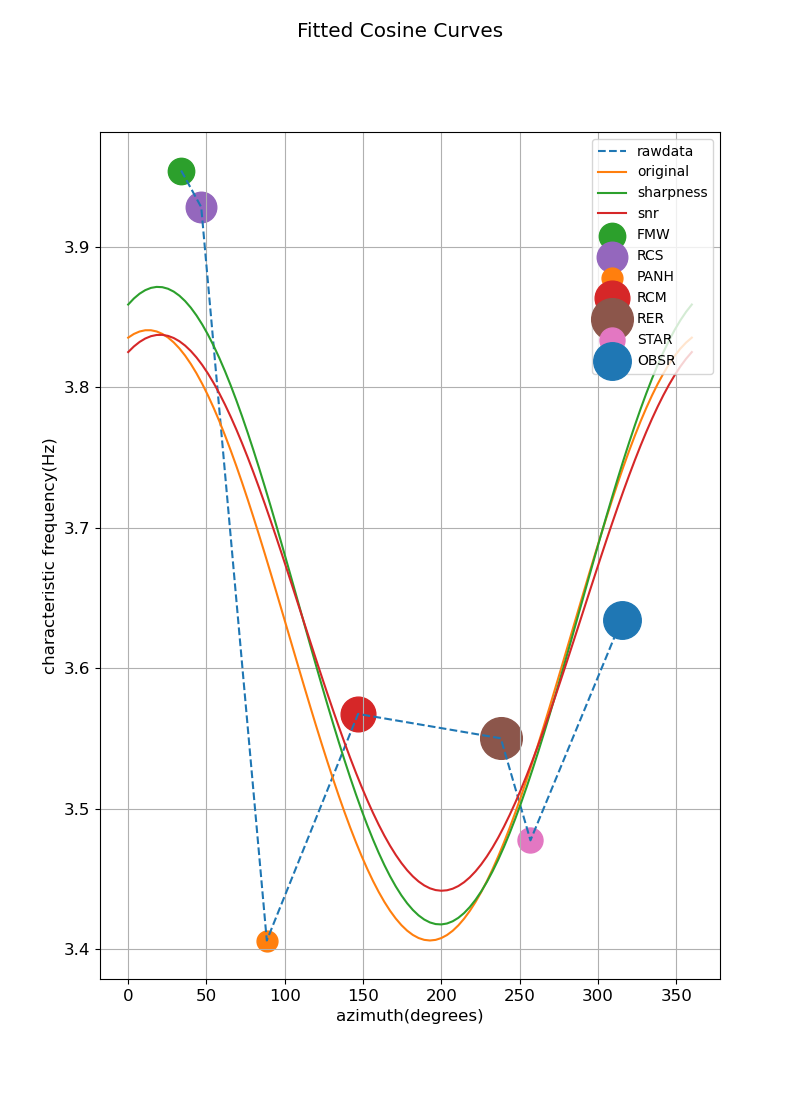 Fitted Cosine Curves
rawdata
original
sharpness
snr
FMW
RCS
PANH
RCM
RER
STAR
OBSR
3.9
3.8
3.7
3.6
3.5
3.4
characteristic frequency(Hz)
0 50 100 150 200 250 300 350
azimuth(degrees)